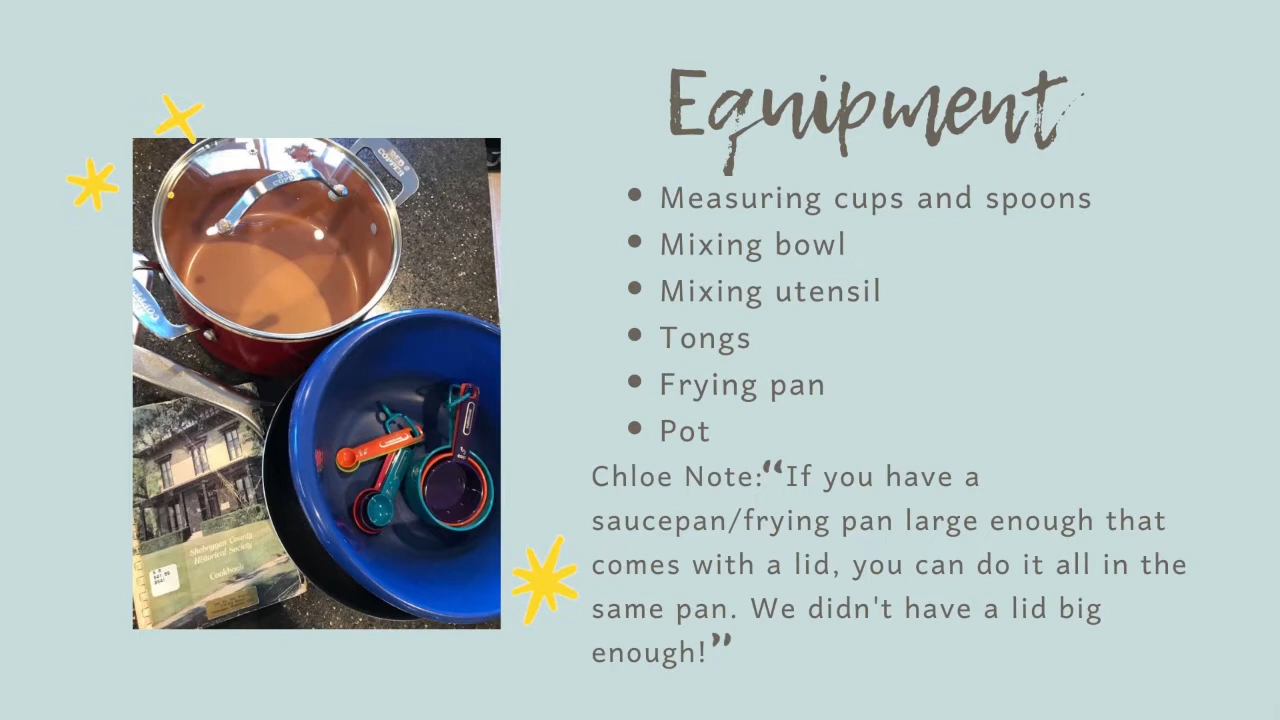 Equipment
• Measuring cups and spoons
• Mixing bowl
• Mixing utensil
• Tongs
• Frying pan
• Pot
Chloe Note:“If you have a
saucepan/frying pan large enough that
comes with a lid, you can do it all in the
same pan. We didn't have a lid big
enough!”
Sheboygan County
Historical Society
Cookbook